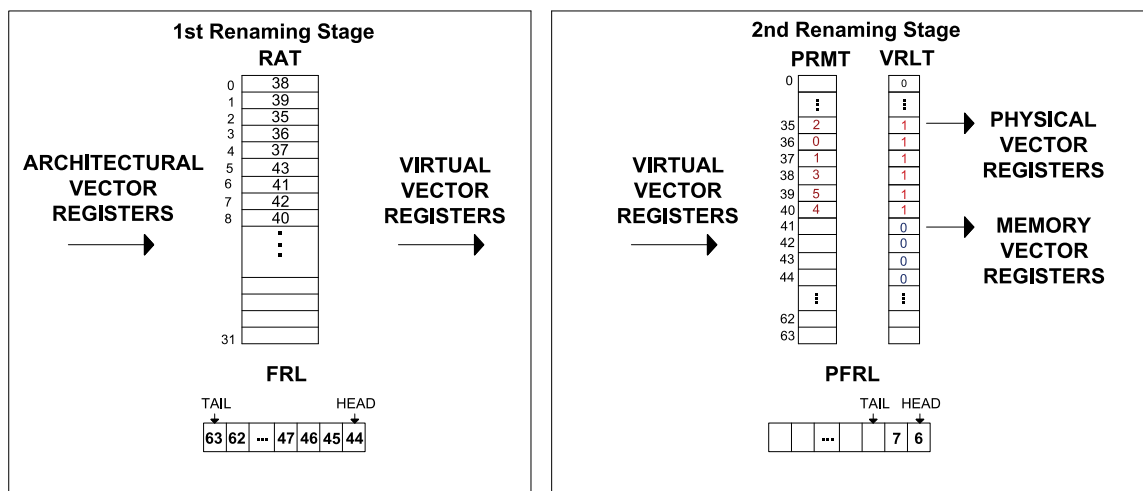 1st Renaming Stage
RAT
0 38
1 39
2 35
3 36
4 37
5 43
6 41
7 42
8 40
31
ARCHITECTURAL
VECTOR
REGISTERS
VIRTUAL
VECTOR
REGISTERS
FRL
TAIL HEAD
63 62 ... 47 46 45 44
2nd Renaming Stage
PRMT VRLT
0 0
35 2 1
36 0 1
37 1 1
38 3 1
39 5 1
40 4 1
41 0
42 0
43 0
44 0
62
63
VIRTUAL
VECTOR
REGISTERS
PHYSICAL
VECTOR
REGISTERS
MEMORY
VECTOR
REGISTERS
PFRL
TAIL HEAD
... 7 6